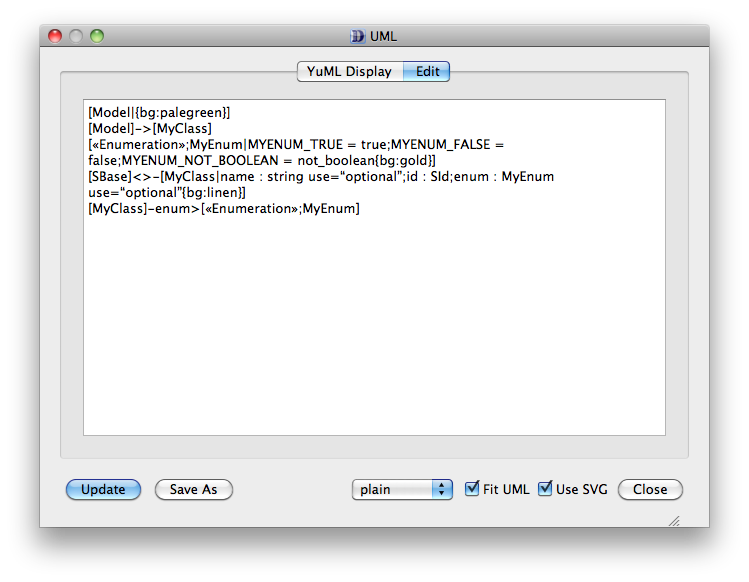 UML
YuML Display Edit
[Model|{bg:palegreen}]
[Model]->[MyClass]
[«Enumeration»;MyEnum|MYENUM_TRUE = true;MYENUM_FALSE =
false;MYENUM_NOT_BOOLEAN = not_boolean{bg:gold}]
[SBase]<>-[MyClass|name : string use=“optional”;id : SId;enum : MyEnum
use=“optional”{bg:linen}]
[MyClass]-enum>[«Enumeration»;MyEnum]
Update Save As plain Fit UML Use SVG Close